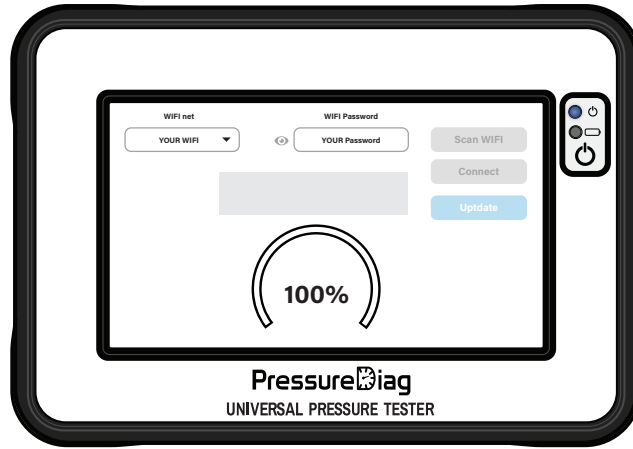 WIFI net
WIFI Password
YOUR WIFI
YOUR Password
Scan WIFI
Connect
Uptdate
100%
PressureDiag
UNIVERSAL PRESSURE TESTER